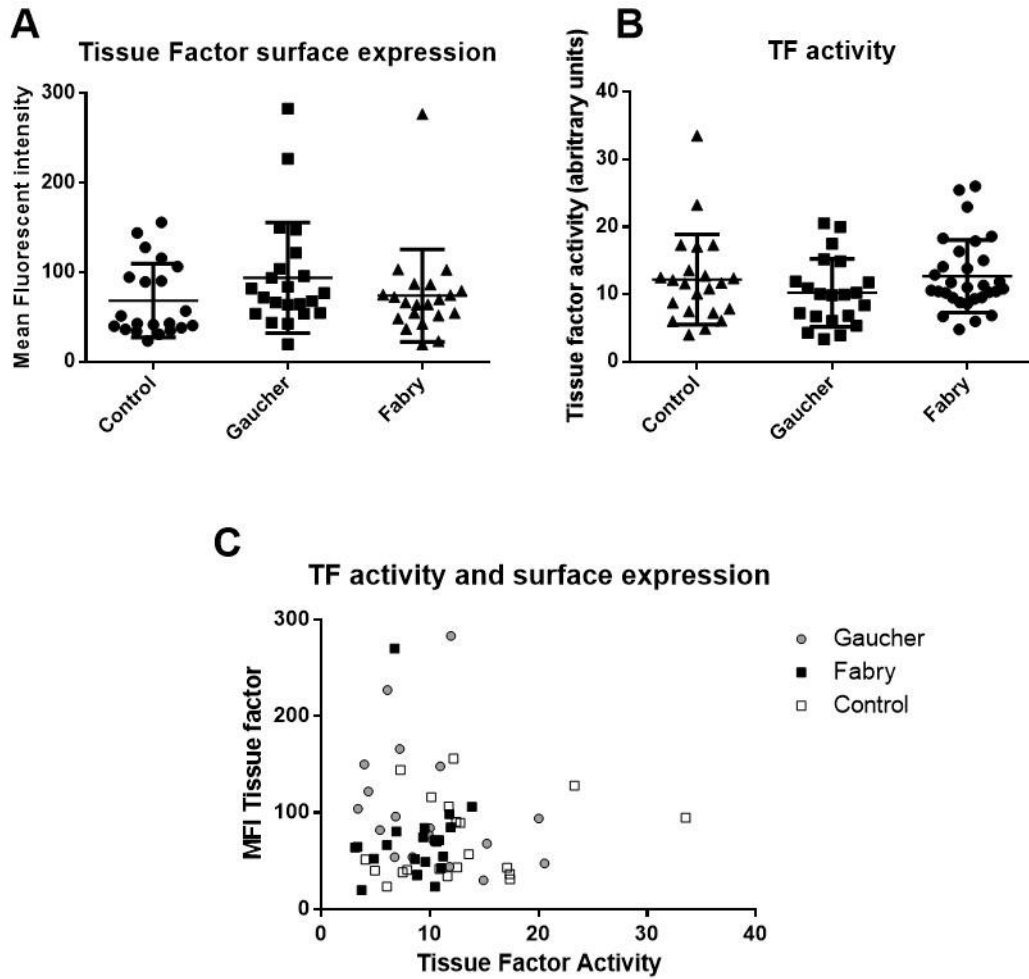 A
Tissue Factor surface expression
Mean Fluorescent intensity
300
200
100
0
Control
Gaucher
Fabry
B
TF activity
Tissue factor activity (abritrary units)
40
30
20
10
0
Control
Gaucher
Fabry
C
TF activity and surface expression
MFI Tissue factor
300
200
100
0
0
10
20
30
40
Tissue Factor Activity
Gaucher
Fabry
Control